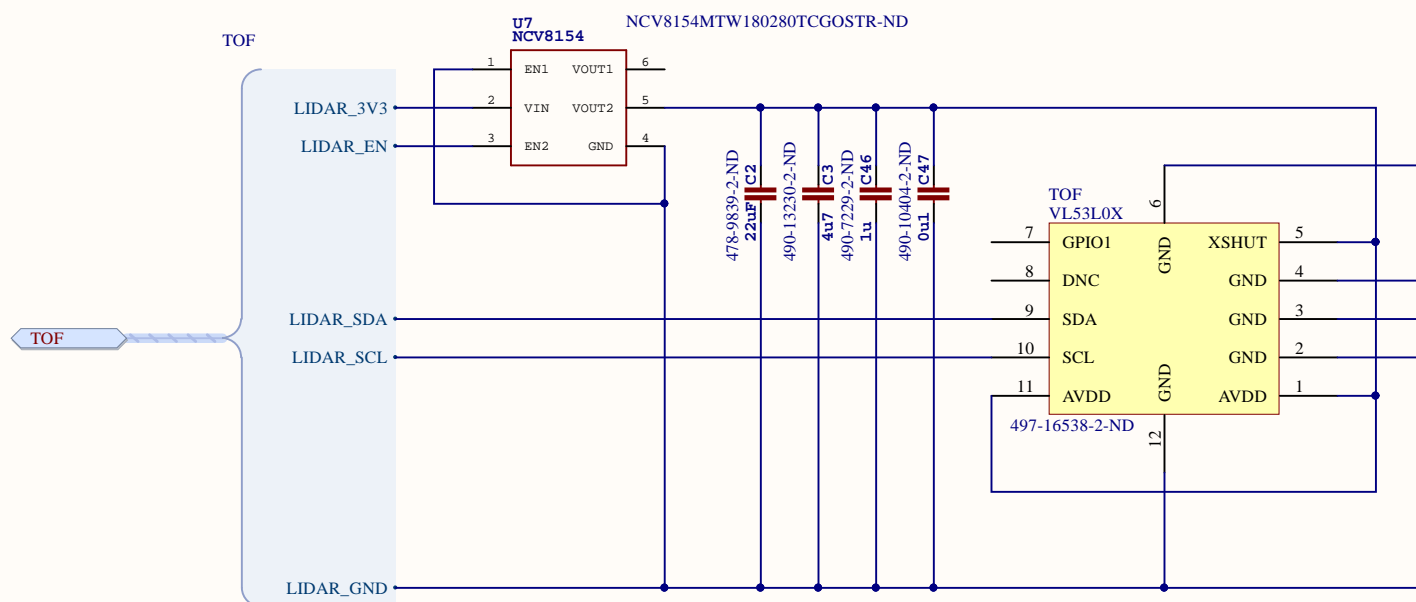 U7
NCV8154
NCV8154MTW180280TCGOSTR-ND
TOF
1 EN1 VOUT1 6
LIDAR_3V3 2 VIN VOUT2 5
LIDAR_EN 3 EN2 GND 4
478-9839-2-ND
22uF C2
490-13230-2-ND
4u7 C3
490-7229-2-ND
1u C46
490-10404-2-ND
0u1 C47
TOF
VL53L0X
6
GND
7 GPIO1 XSHUT 5
8 DNC GND 4
LIDAR_SDA 9 SDA GND 3
TOF
LIDAR_SCL 10 SCL GND 2
11 AVDD AVDD 1
GND
12
497-16538-2-ND
LIDAR_GND